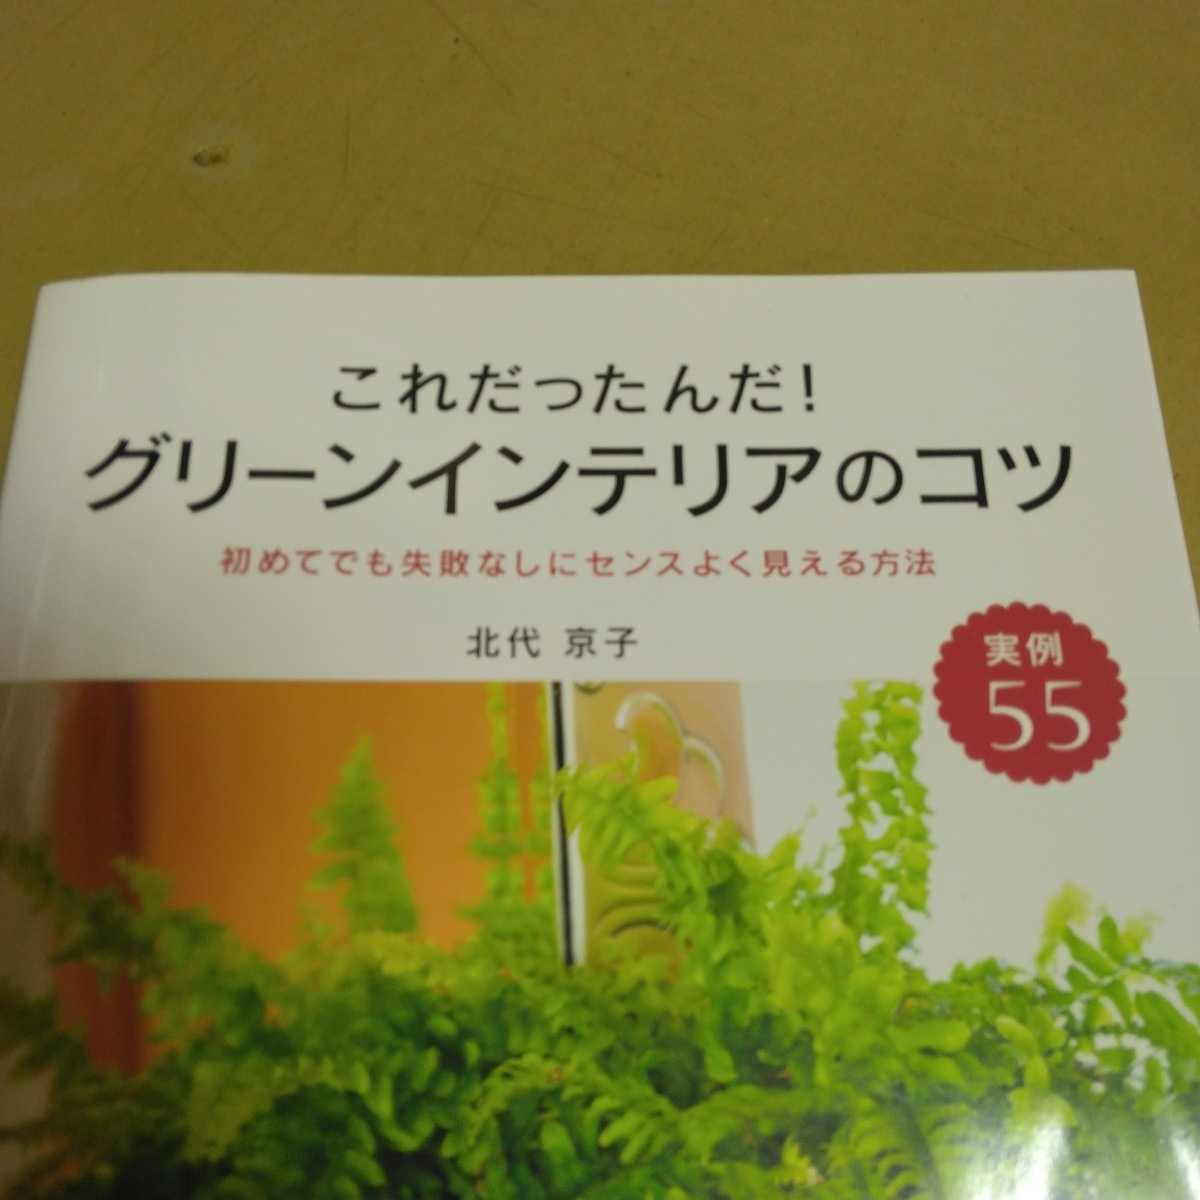 これだったんだ!
グリーンインテリアのコツ
初めてでも失敗なしにセンスよく見える方法
北代 京子
実例
55